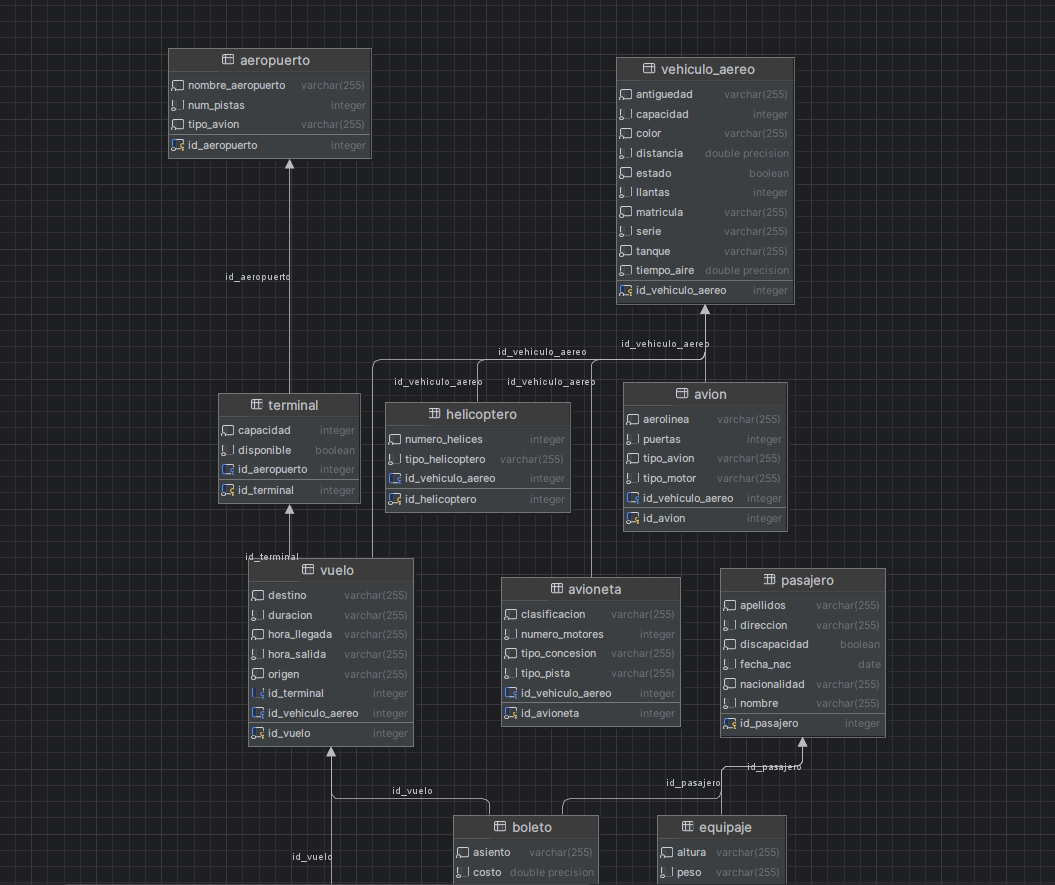 aeropuerto
nombre_aeropuerto varchar(255)
num_pistas integer
tipo_avion varchar(255)
id_aeropuerto integer
vehiculo_aereo
antiguedad varchar(255)
capacidad integer
color varchar(255)
distancia double precision
estado boolean
llantas integer
matricula varchar(255)
serie varchar(255)
tanque varchar(255)
tiempo_aire double precision
id_vehiculo_aereo integer
id_aeropuerto
id_vehiculo_aereo
id_vehiculo_aereo
id_vehiculo_aereo
id_vehiculo_aereo
terminal
capacidad integer
disponible boolean
id_aeropuerto integer
id_terminal integer
helicoptero
numero_helices integer
tipo_helicoptero varchar(255)
id_vehiculo_aereo integer
id_helicoptero integer
avion
aerolinea varchar(255)
puertas integer
tipo_avion varchar(255)
tipo_motor varchar(255)
id_vehiculo_aereo integer
id_avion integer
id_terminal
vuelo
destino varchar(255)
duracion varchar(255)
hora_llegada varchar(255)
hora_salida varchar(255)
origen varchar(255)
id_terminal integer
id_vehiculo_aereo integer
id_vuelo integer
avioneta
clasificacion varchar(255)
numero_motores integer
tipo_concesion varchar(255)
tipo_pista varchar(255)
id_vehiculo_aereo integer
id_avioneta integer
pasajero
apellidos varchar(255)
direccion varchar(255)
discapacidad boolean
fecha_nac date
nacionalidad varchar(255)
nombre varchar(255)
id_pasajero integer
id_pasajero
id_pasajero
id_vuelo
id_vuelo
boleto
asiento varchar(255)
costo double precision
equipaje
altura varchar(255)
peso varchar(255)